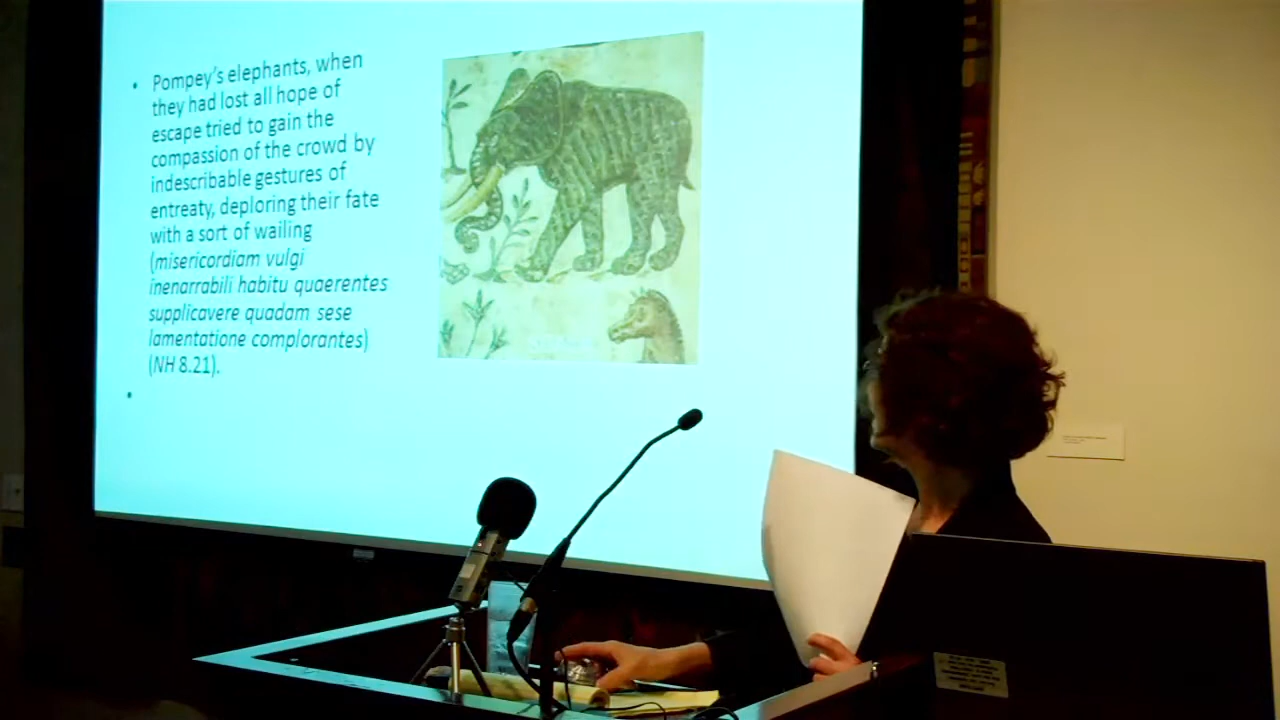 • Pompey's elephants, when
they had lost all hope of
escape tried to gain the
compassion of the crowd by
indescribable gestures of
entreaty, deploring their fate
with a sort of wailing
(misericordiam vulgi
inenarrabili habitu quaerentes
supplicavere quadam sese
lamentatione complorantes)
(NH 8.21).
•